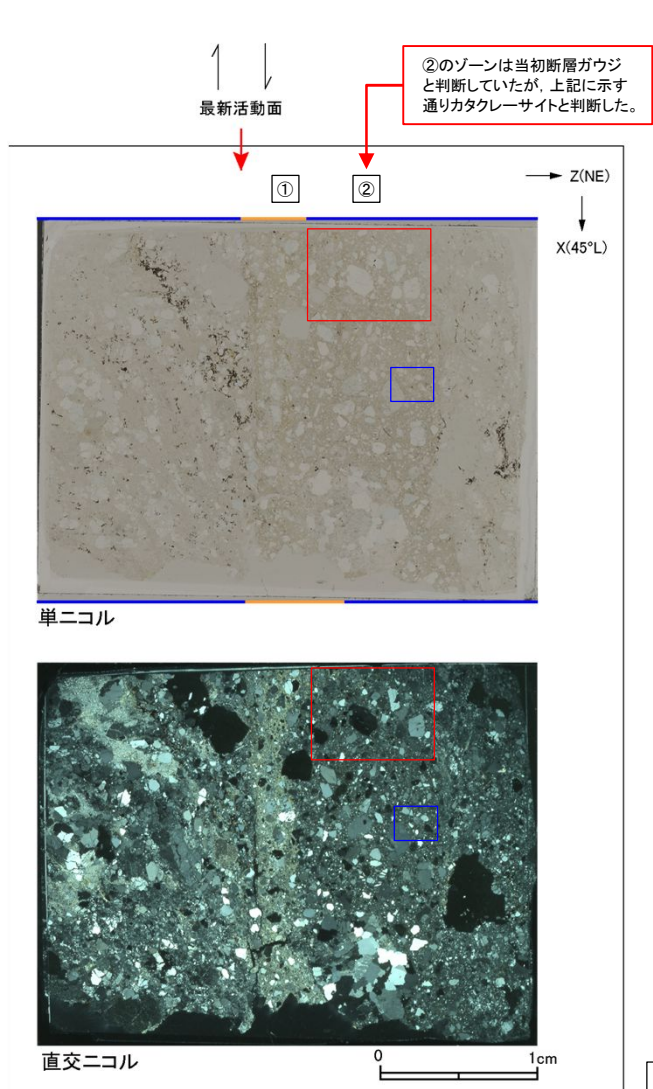 ②のゾーンは当初断層ガウジ
と判断していたが，上記に示す
通りカタクレーサイトと判断した。
最新活動面
① ②
Z(NE)
X(45°L)
単ニコル
直交ニコル
0 1cm